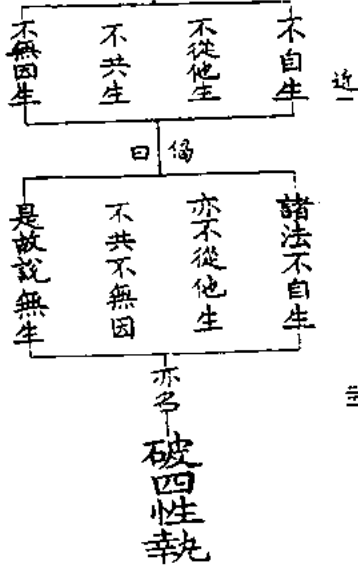 近
不自生
不從他生
不共生
不無因生
偈曰
諸法不自生
亦不從他生
不共不無因
是故說無生
亦名
破四性執